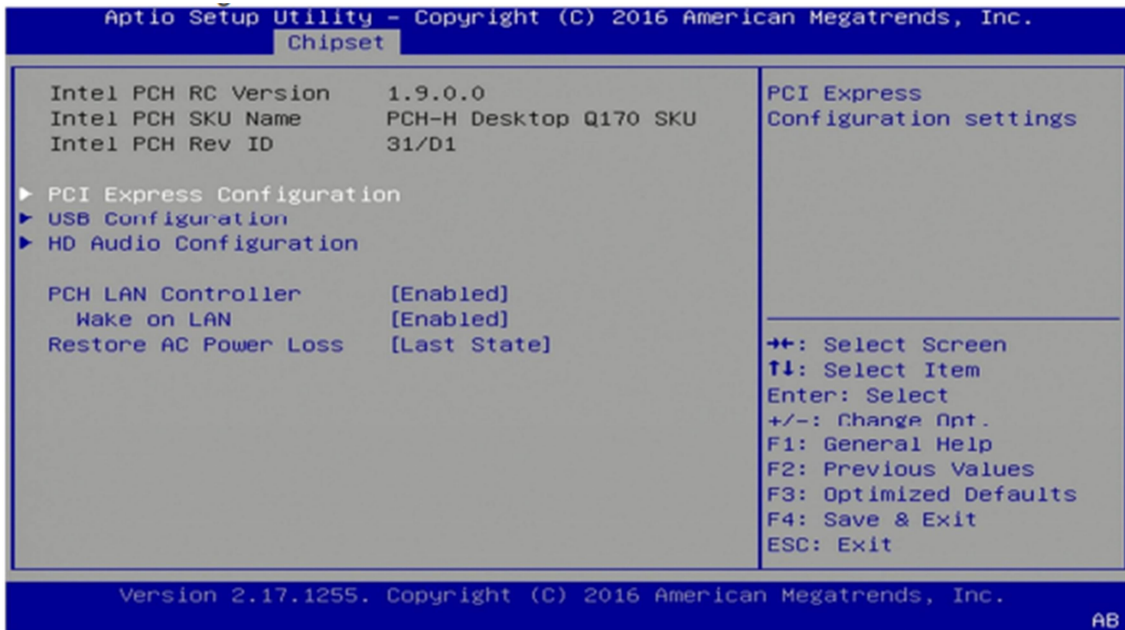 Aptio Setup Utility – Copyright (C) 2016 American Megatrends, Inc.
Chipset
Intel PCH RC Version 1.9.0.0
Intel PCH SKU Name PCH-H Desktop Q170 SKU
Intel PCH Rev ID 31/D1
► PCI Express Configuration
► USB Configuration
► HD Audio Configuration
PCH LAN Controller [Enabled]
Wake on LAN [Enabled]
Restore AC Power Loss [Last State]
PCI Express
Configuration settings
→←: Select Screen
↑↓: Select Item
Enter: Select
+/-: Change Opt.
F1: General Help
F2: Previous Values
F3: Optimized Defaults
F4: Save & Exit
ESC: Exit
Version 2.17.1255. Copyright (C) 2016 American Megatrends, Inc.
AB